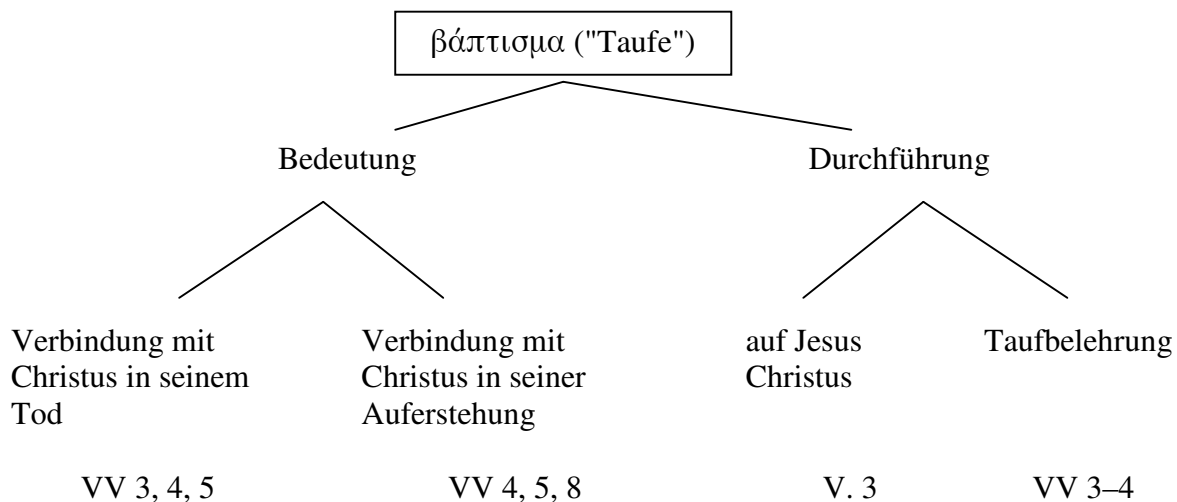 βάπτισμα ("Taufe")
Bedeutung
Durchführung
Verbindung mit
Christus in seinem
Tod
Verbindung mit
Christus in seiner
Auferstehung
auf Jesus
Christus
Taufbelehrung
VV 3, 4, 5
VV 4, 5, 8
V. 3
VV 3–4